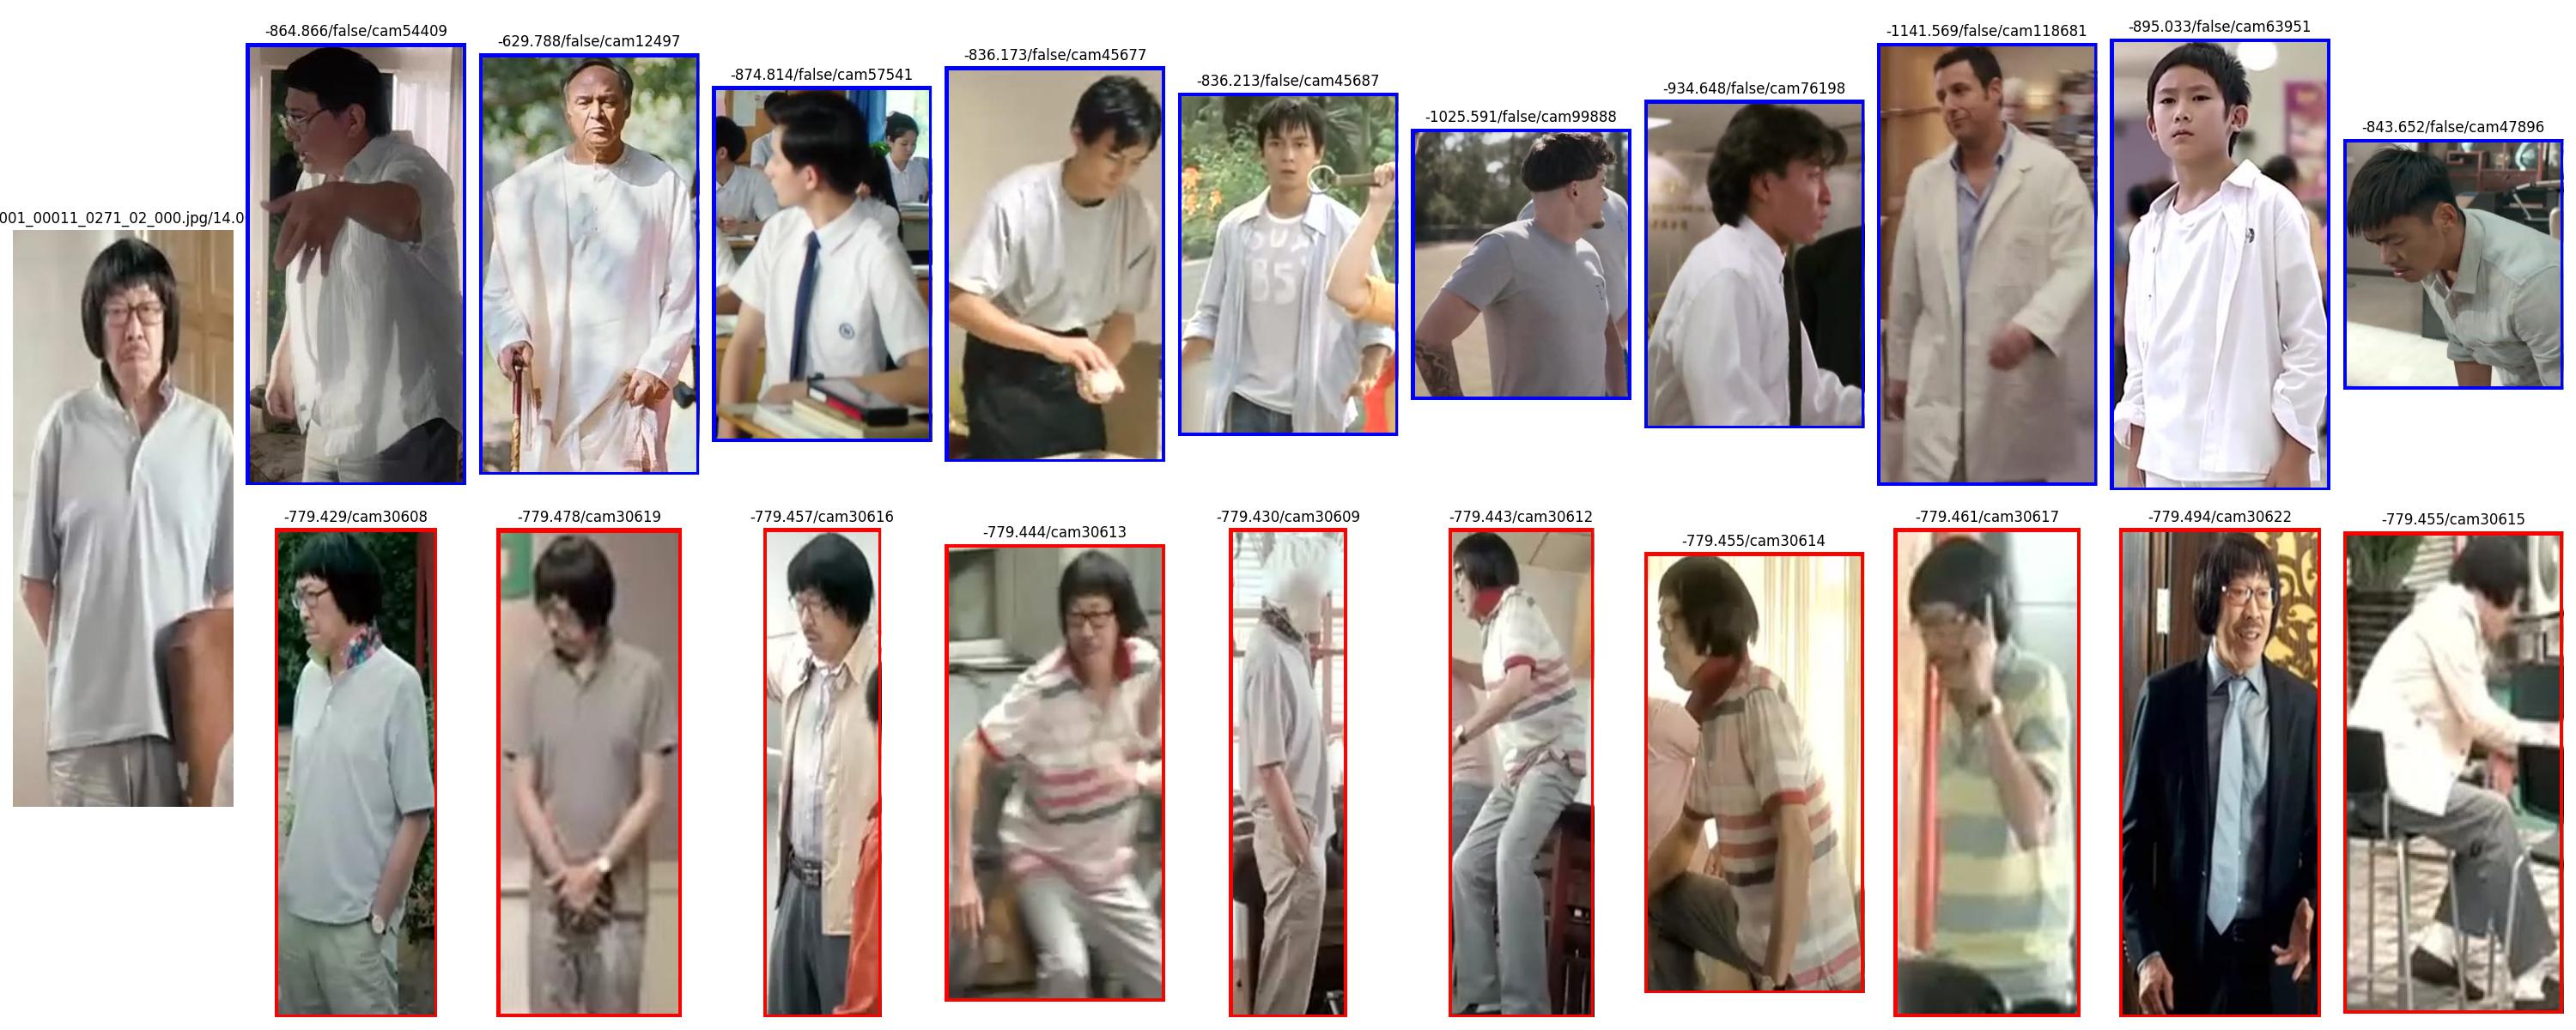 -864.866/false/cam54409
-629.788/false/cam12497
-874.814/false/cam57541
-836.173/false/cam45677
-836.213/false/cam45687
-1025.591/false/cam99888
-934.648/false/cam76198
-1141.569/false/cam118681
-895.033/false/cam63951
-843.652/false/cam47896
001_00011_0271_02_000.jpg/14.0
85
-779.429/cam30608
-779.478/cam30619
-779.457/cam30616
-779.444/cam30613
-779.430/cam30609
-779.443/cam30612
-779.455/cam30614
-779.461/cam30617
-779.494/cam30622
-779.455/cam30615